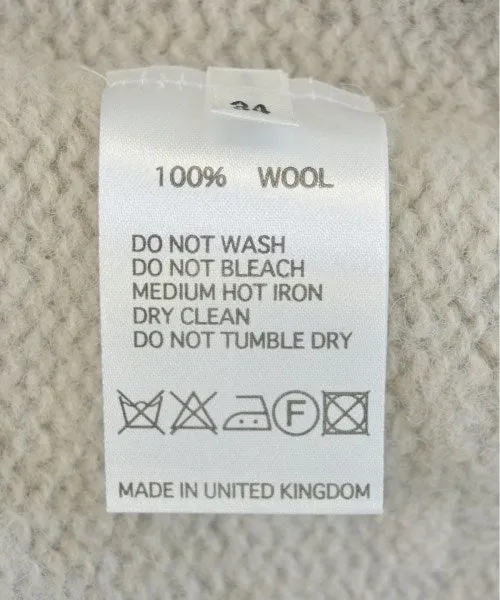 34
100% WOOL
DO NOT WASH
DO NOT BLEACH
MEDIUM HOT IRON
DRY CLEAN
DO NOT TUMBLE DRY
F
MADE IN UNITED KINGDOM